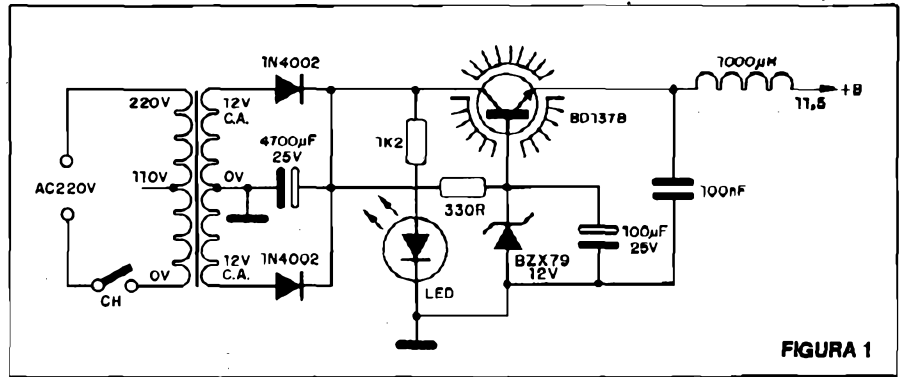 1N4002
220V
12V
C.A.
4700µF
25V
1K2
BD137B
1000µH
+B
11,5
AC220V
110V
0V
330R
100nF
100µF
25V
1N4002
0V
12V
C.A.
CH
LED
BZX79
12V
FIGURA 1